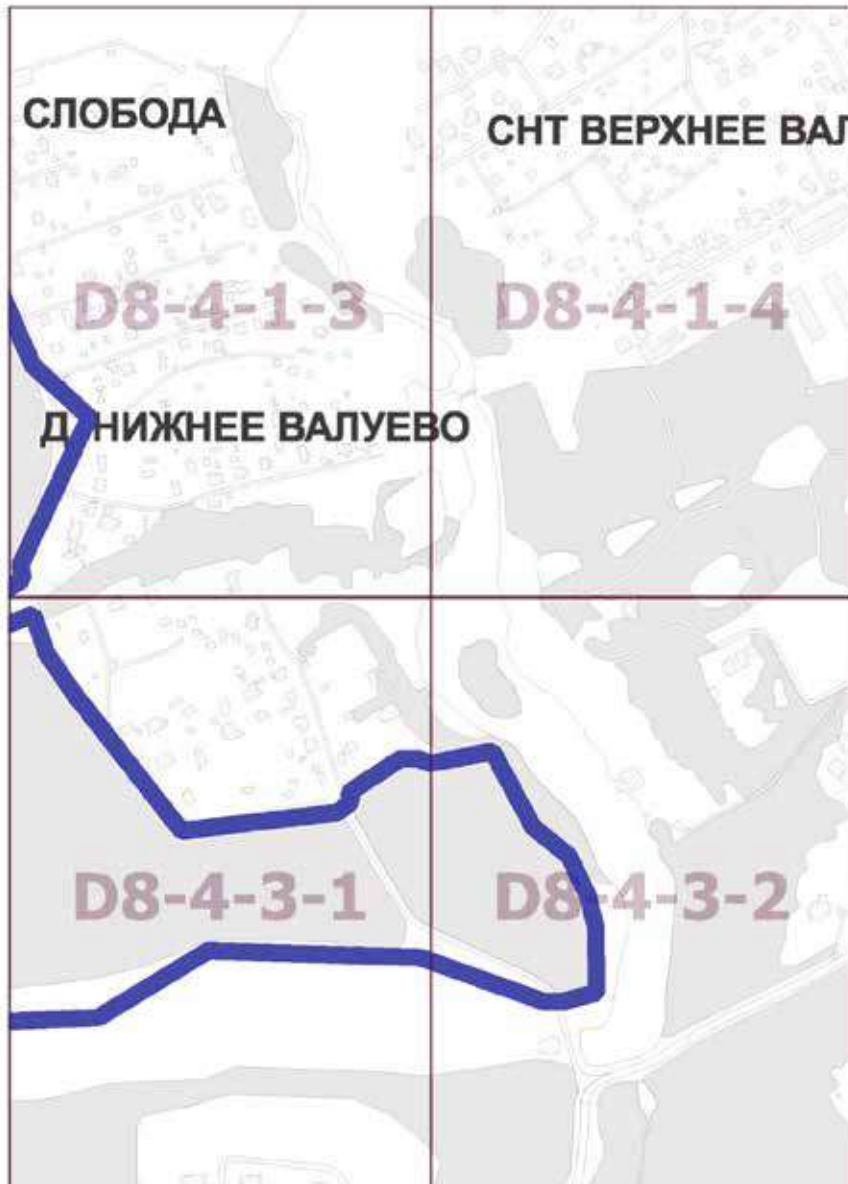 СЛОБОДА
СНТ ВЕРХНЕЕ ВАЛ
D8-4-1-3
D8-4-1-4
Д. НИЖНЕЕ ВАЛУЕВО
D8-4-3-1
D8-4-3-2